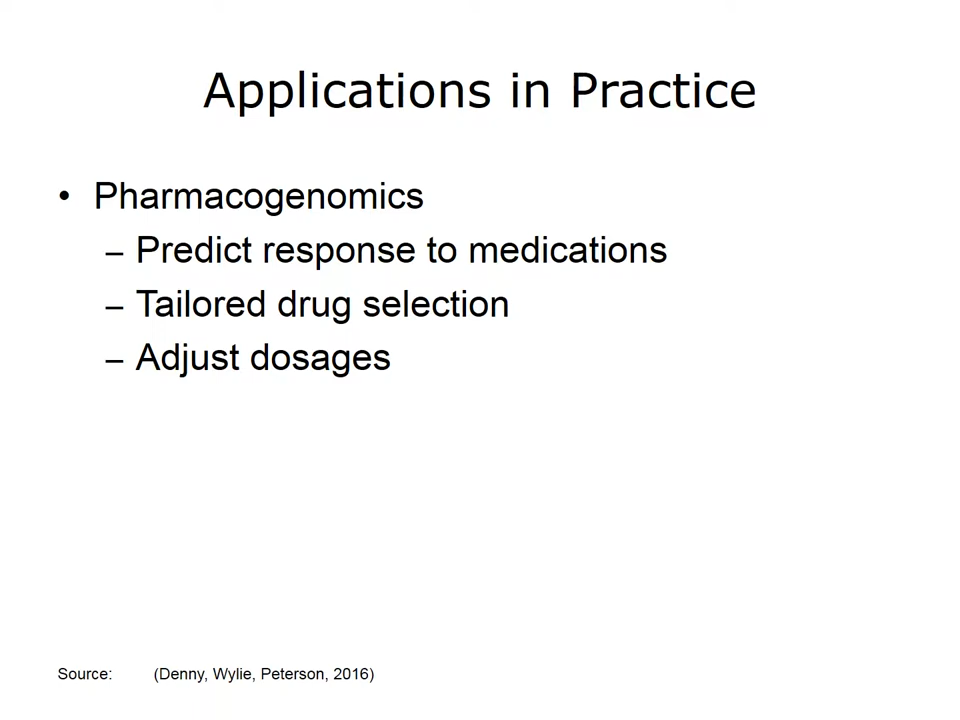 Applications in Practice
• Pharmacogenomics
– Predict response to medications
– Tailored drug selection
– Adjust dosages
Source: (Denny, Wylie, Peterson, 2016)